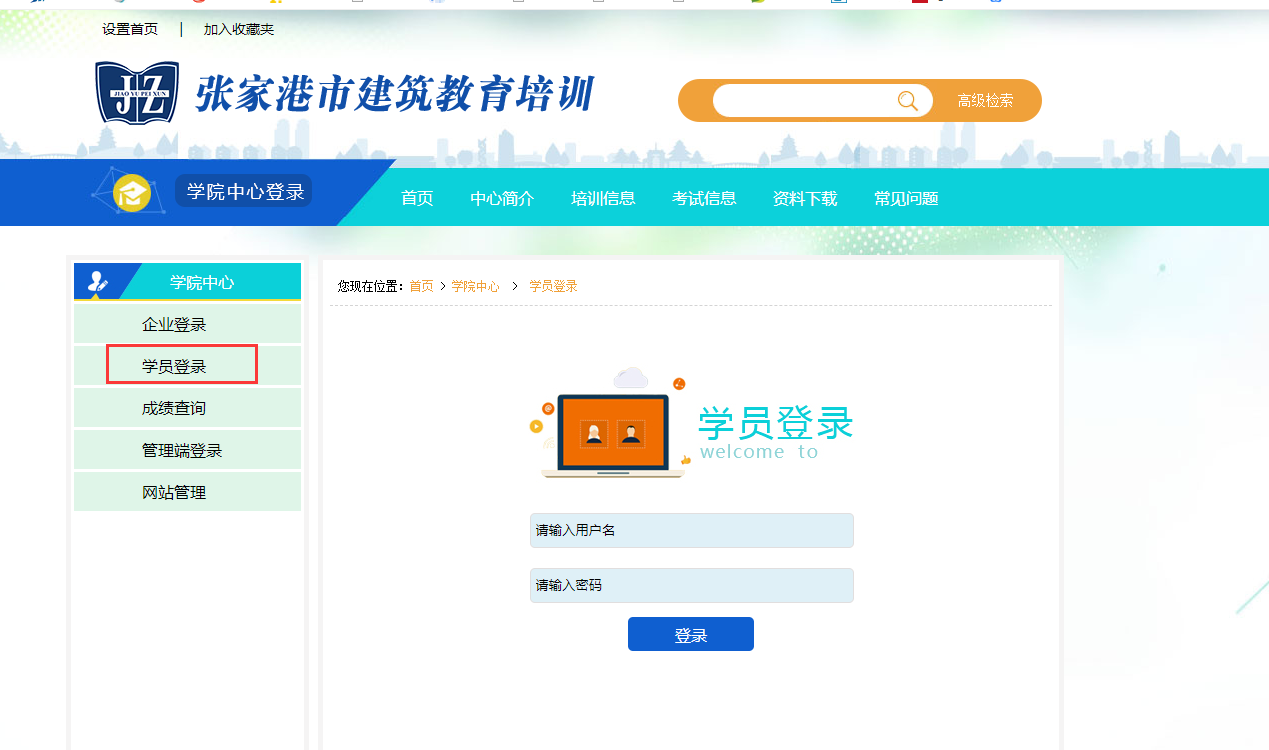 设置首页 | 加入收藏夹
JZ
JIAO YU PEI XUN
张家港市建筑教育培训
高级检索
学院中心登录
首页 中心简介 培训信息 考试信息 资料下载 常见问题
学院中心
企业登录
学员登录
成绩查询
管理端登录
网站管理
您现在位置：首页 > 学院中心 > 学员登录
学员登录
welcome to
请输入用户名
请输入密码
登录